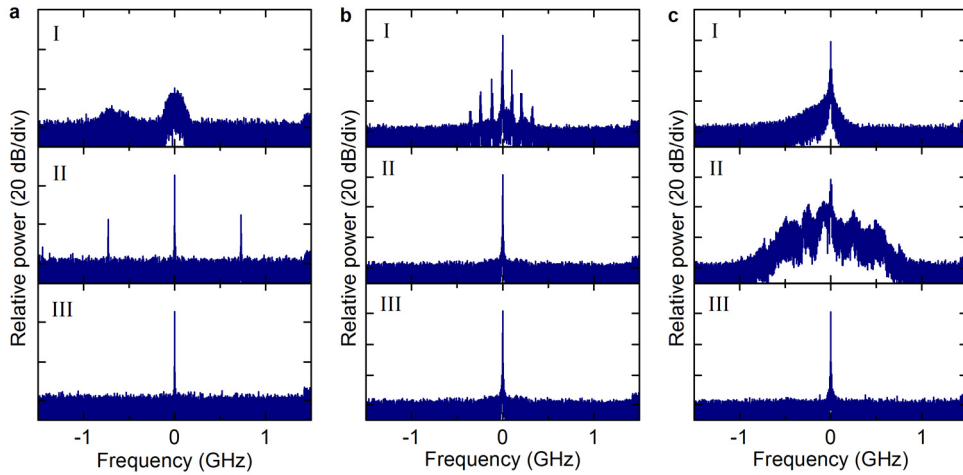 a
I
II
III
Relative power (20 dB/div)
-1 0 1
Frequency (GHz)
b
I
II
III
Relative power (20 dB/div)
-1 0 1
Frequency (GHz)
c
I
II
III
Relative power (20 dB/div)
-1 0 1
Frequency (GHz)